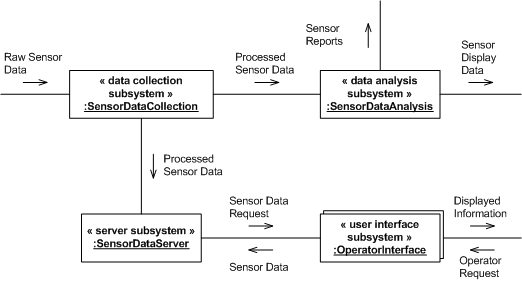 Sensor
Reports
Raw Sensor
Data
Processed
Sensor Data
Sensor
Display
Data
« data collection
subsystem »
:SensorDataCollection
« data analysis
subsystem »
:SensorDataAnalysis
Processed
Sensor Data
Sensor Data
Request
Displayed
Information
« server subsystem »
:SensorDataServer
« user interface
subsystem »
:OperatorInterface
Sensor Data
Operator
Request